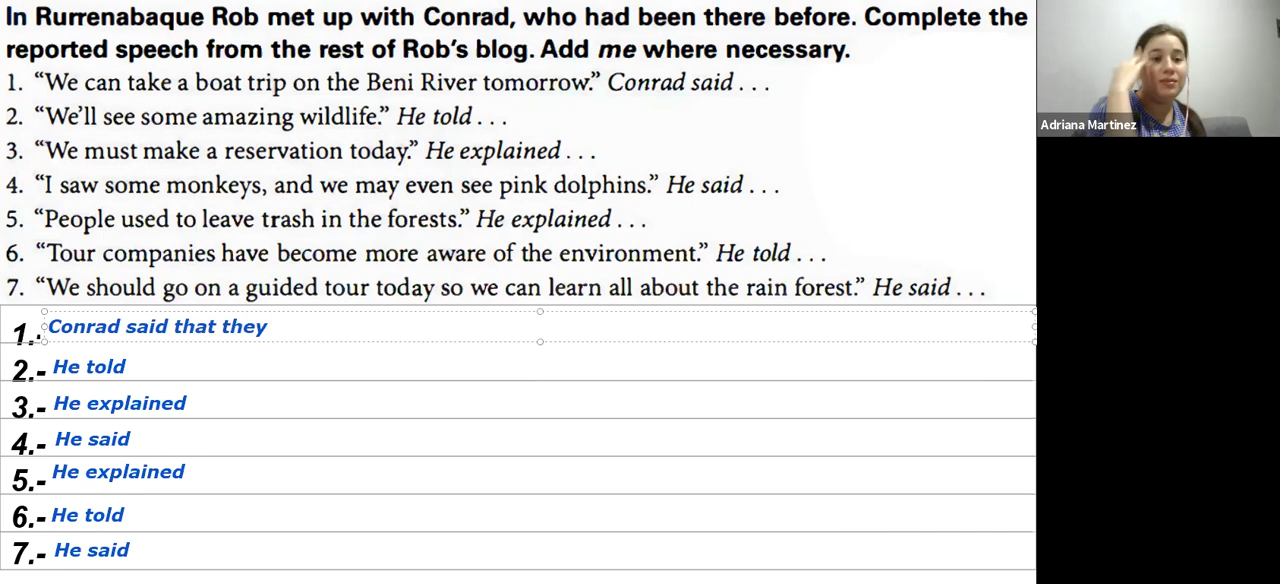 In Rurrenabaque Rob met up with Conrad, who had been there before. Complete the
reported speech from the rest of Rob's blog. Add me where necessary.
1. “We can take a boat trip on the Beni River tomorrow.” Conrad said . . .
2. “We'll see some amazing wildlife.” He told . . .
3. “We must make a reservation today.” He explained . . .
4. “I saw some monkeys, and we may even see pink dolphins.” He said . . .
5. “People used to leave trash in the forests.” He explained . . .
6. “Tour companies have become more aware of the environment.” He told . . .
7. “We should go on a guided tour today so we can learn all about the rain forest.” He said . . .
Adriana Martinez
1.- Conrad said that they
2.- He told
3.- He explained
4.- He said
5.- He explained
6.- He told
7.- He said